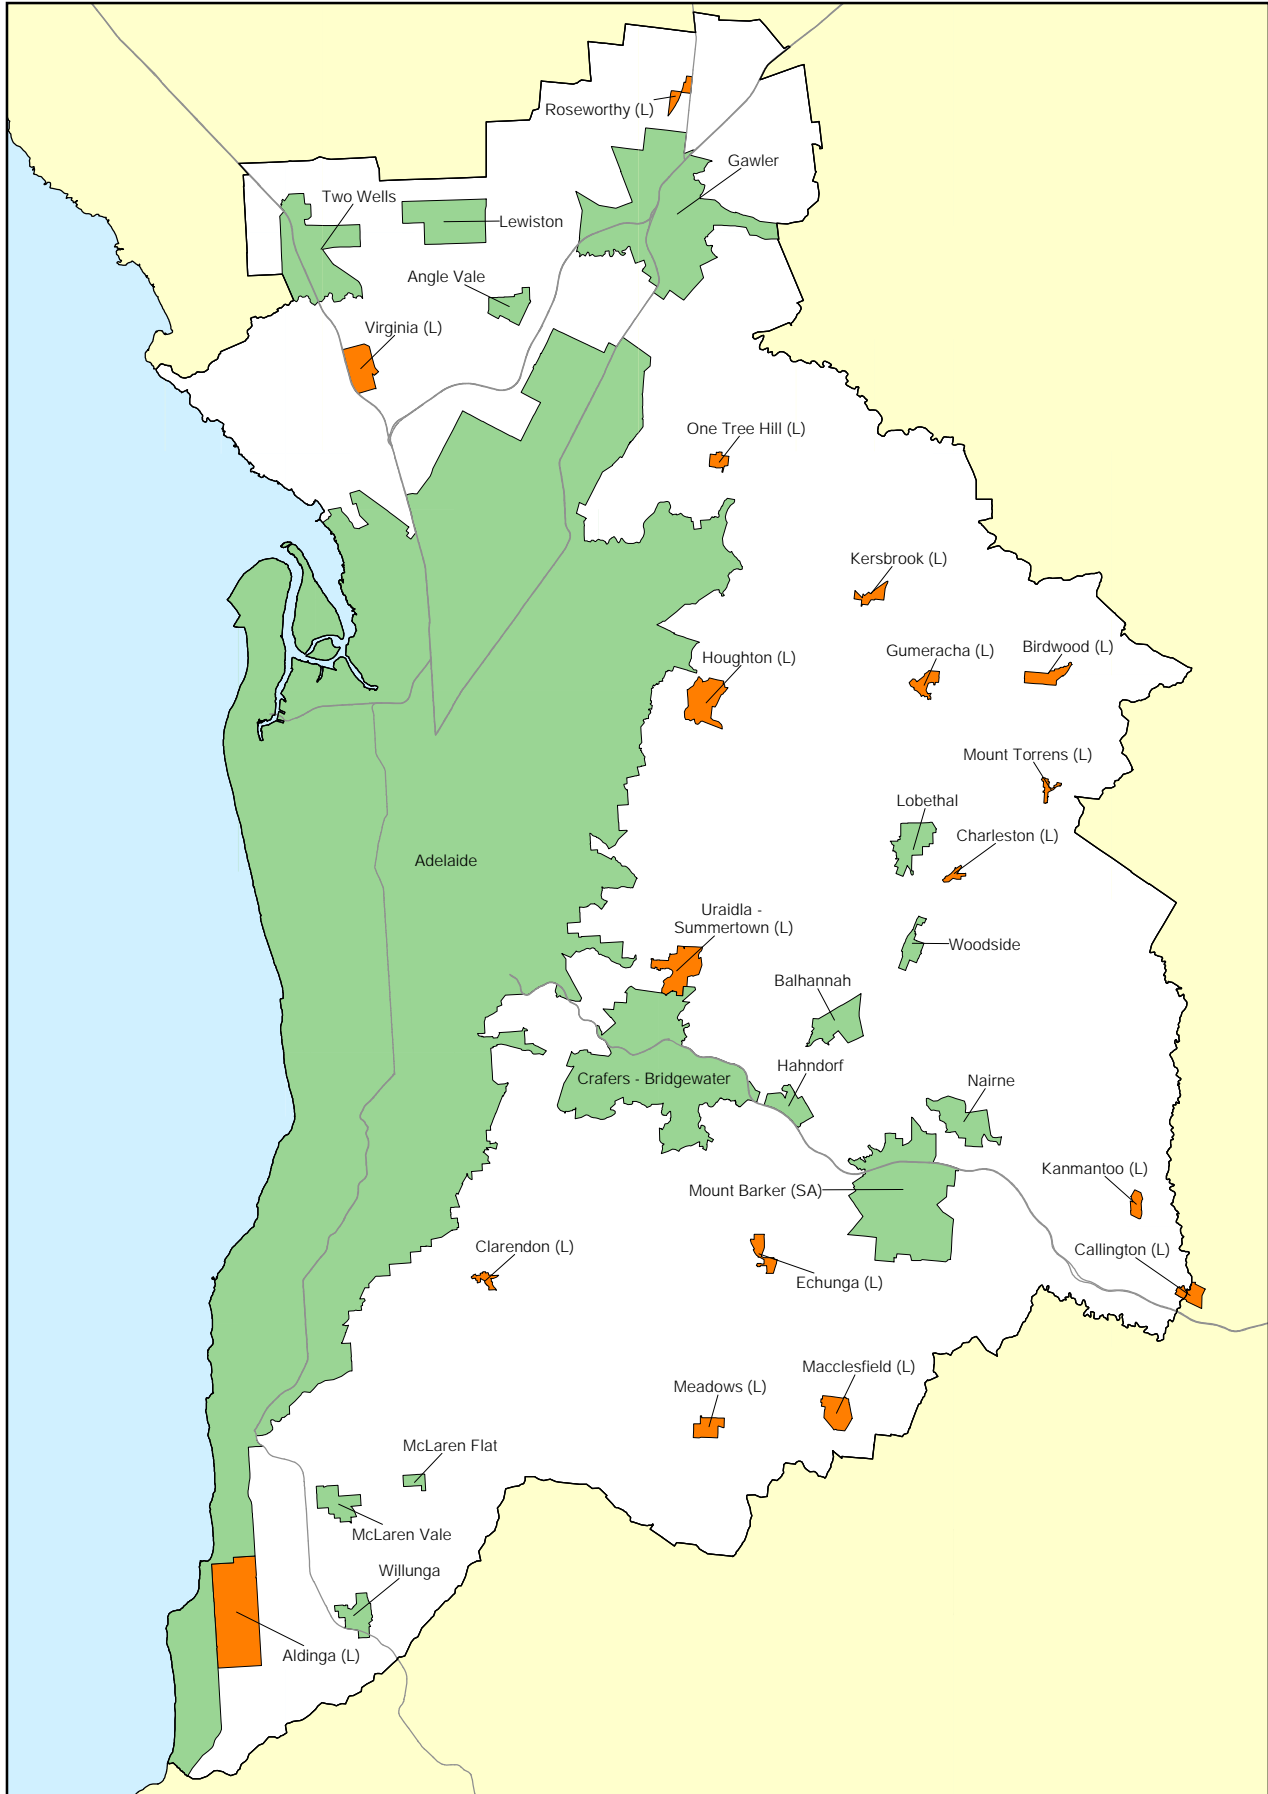 Roseworthy (L)
Gawler
Two Wells
Lewiston
Angle Vale
Virginia (L)
One Tree Hill (L)
Kersbrook (L)
Gumeracha (L)
Birdwood (L)
Houghton (L)
Mount Torrens (L)
Lobethal
Charleston (L)
Adelaide
Uraidla -
Summertown (L)
Woodside
Balhannah
Hahndorf
Crafers - Bridgewater
Nairne
Kanmantoo (L)
Mount Barker (SA)
Clarendon (L)
Callington (L)
Echunga (L)
Macclesfield (L)
Meadows (L)
McLaren Flat
McLaren Vale
Willunga
Aldinga (L)